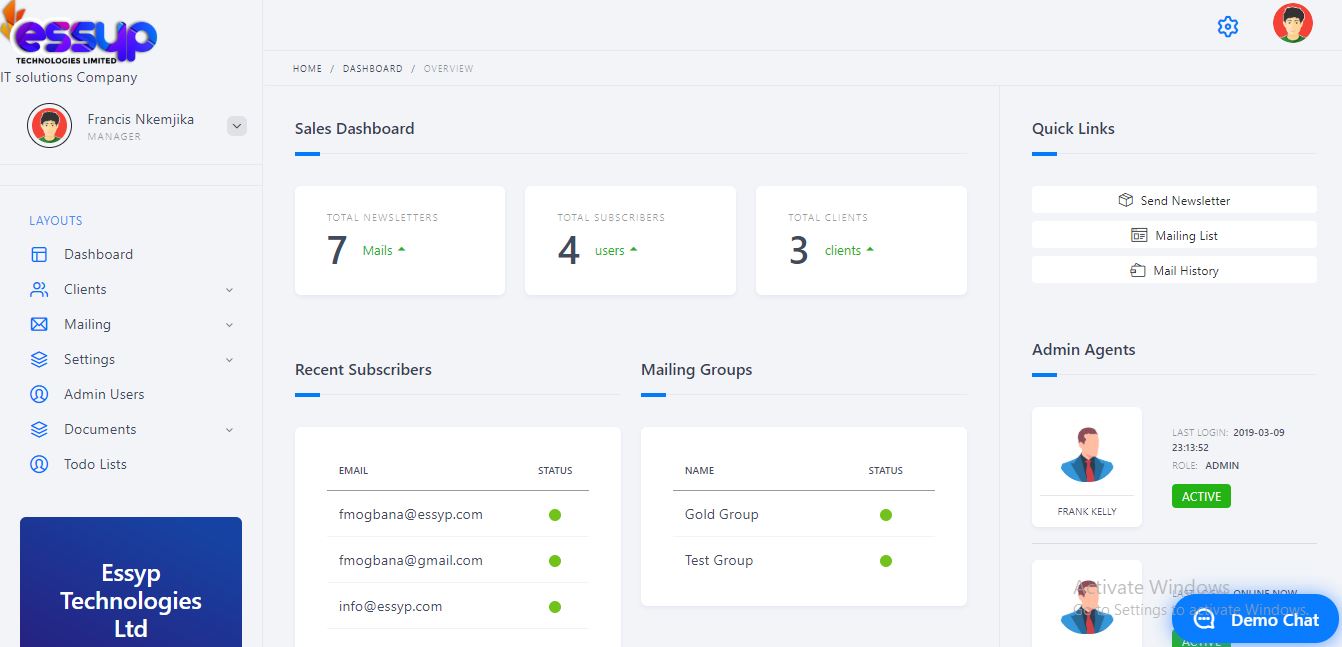 essyp
TECHNOLOGIES LIMITED
IT solutions Company
Francis Nkemjika
MANAGER
LAYOUTS
Dashboard
Clients
Mailing
Settings
Admin Users
Documents
Todo Lists
Essyp
Technologies
Ltd
HOME / DASHBOARD / OVERVIEW
Sales Dashboard
TOTAL NEWSLETTERS
7 Mails
TOTAL SUBSCRIBERS
4 users
TOTAL CLIENTS
3 clients
Recent Subscribers
EMAIL STATUS
fmogbana@essyp.com
fmogbana@gmail.com
info@essyp.com
Mailing Groups
NAME STATUS
Gold Group
Test Group
Quick Links
Send Newsletter
Mailing List
Mail History
Admin Agents
LAST LOGIN: 2019-03-09
23:13:52
ROLE: ADMIN
ACTIVE
FRANK KELLY
Activate Windows
LAST LOGIN: ONLINE NOW
Go to Settings to activate Windows.
Demo Chat
ACTIVE